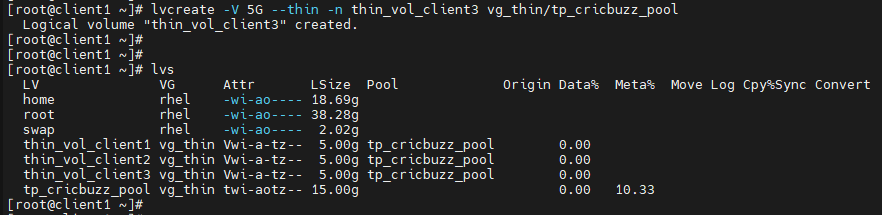 [root@client1 ~]# lvcreate -V 5G --thin -n thin_vol_client3 vg_thin/tp_cricbuzz_pool
  Logical volume "thin_vol_client3" created.
[root@client1 ~]#
[root@client1 ~]#
[root@client1 ~]# lvs
  LV               VG      Attr       LSize  Pool             Origin Data%  Meta%  Move Log Cpy%Sync Convert
  home             rhel    -wi-ao---- 18.69g
  root             rhel    -wi-ao---- 38.28g
  swap             rhel    -wi-ao----  2.02g
  thin_vol_client1 vg_thin Vwi-a-tz--  5.00g tp_cricbuzz_pool        0.00
  thin_vol_client2 vg_thin Vwi-a-tz--  5.00g tp_cricbuzz_pool        0.00
  thin_vol_client3 vg_thin Vwi-a-tz--  5.00g tp_cricbuzz_pool        0.00
  tp_cricbuzz_pool vg_thin twi-aotz-- 15.00g                         0.00   10.33
[root@client1 ~]#